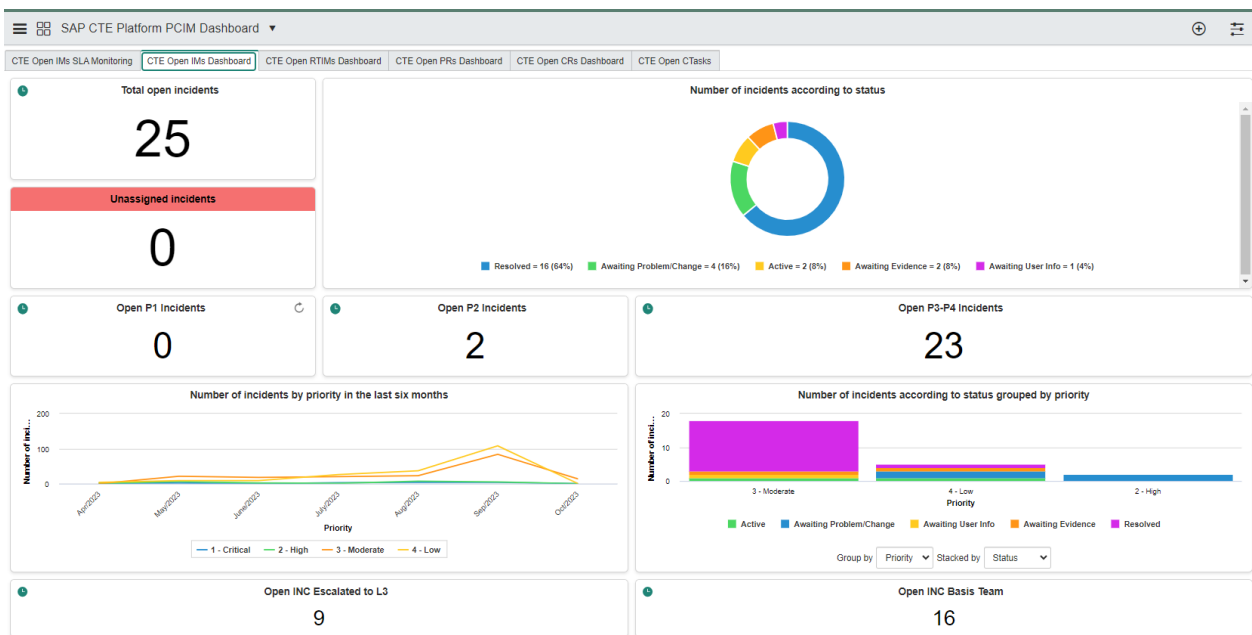 SAP CTE Platform PCIM Dashboard
CTE Open IMs SLA Monitoring
CTE Open IMs Dashboard
CTE Open RTIMs Dashboard
CTE Open PRs Dashboard
CTE Open CRs Dashboard
CTE Open CTasks
Total open incidents
25
Unassigned incidents
0
Number of incidents according to status
Resolved = 16 (64%)
Awaiting Problem/Change = 4 (16%)
Active = 2 (8%)
Awaiting Evidence = 2 (8%)
Awaiting User Info = 1 (4%)
Open P1 Incidents
0
Open P2 Incidents
2
Open P3-P4 Incidents
23
Number of incidents by priority in the last six months
Number of inci...
200
100
0
Apr/2023
May/2023
June/2023
July/2023
Aug/2023
Sep/2023
Oct/2023
Priority
1 - Critical
2 - High
3 - Moderate
4 - Low
Number of incidents according to status grouped by priority
Number of inci...
20
10
0
3 - Moderate
4 - Low
2 - High
Priority
Active
Awaiting Problem/Change
Awaiting User Info
Awaiting Evidence
Resolved
Group by Priority Stacked by Status
Open INC Escalated to L3
9
Open INC Basis Team
16